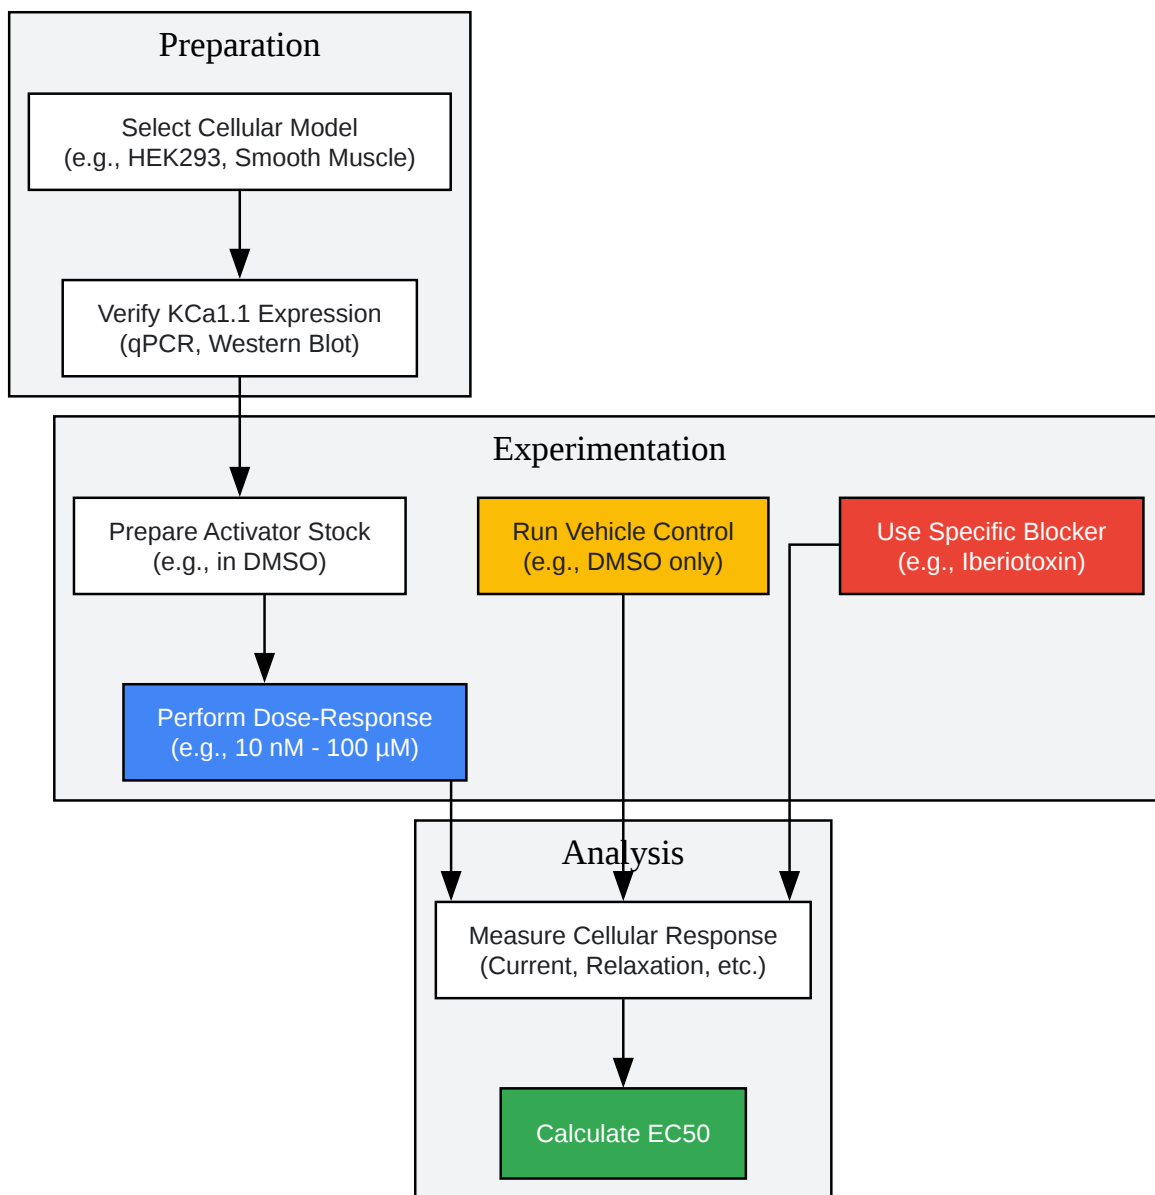 Preparation
Select Cellular Model
(e.g., HEK293, Smooth Muscle)
Verify KCa1.1 Expression
(qPCR, Western Blot)
Experimentation
Prepare Activator Stock
(e.g., in DMSO)
Run Vehicle Control
(e.g., DMSO only)
Use Specific Blocker
(e.g., Iberiotoxin)
Perform Dose-Response
(e.g., 10 nM - 100 µM)
Analysis
Measure Cellular Response
(Current, Relaxation, etc.)
Calculate EC50